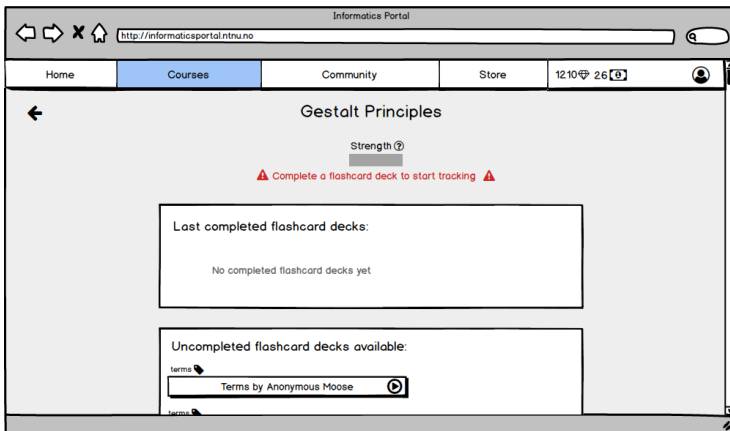 Informatics Portal
http://informaticsportal.ntnu.no
Home Courses Community Store 1210 26
Gestalt Principles
Strength
Complete a flashcard deck to start tracking
Last completed flashcard decks:
No completed flashcard decks yet
Uncompleted flashcard decks available:
terms
Terms by Anonymous Moose
terms